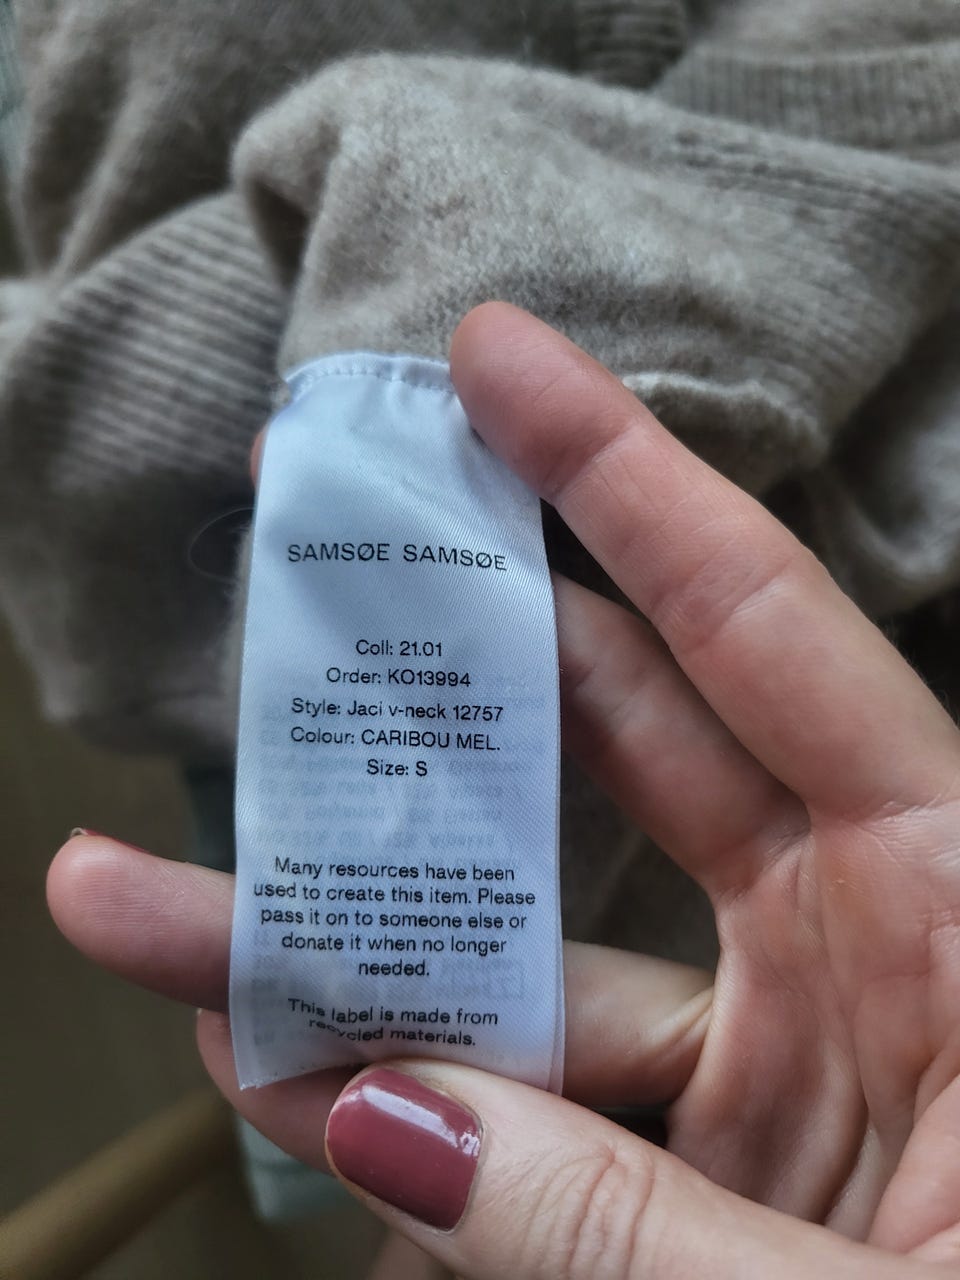 SAMSØE SAMSØE
Coll: 21.01
Order: KO13994
Style: Jaci v-neck 12757
Colour: CARIBOU MEL.
Size: S
Many resources have been
used to create this item. Please
pass it on to someone else or
donate it when no longer
needed.
This label is made from
recycled materials.